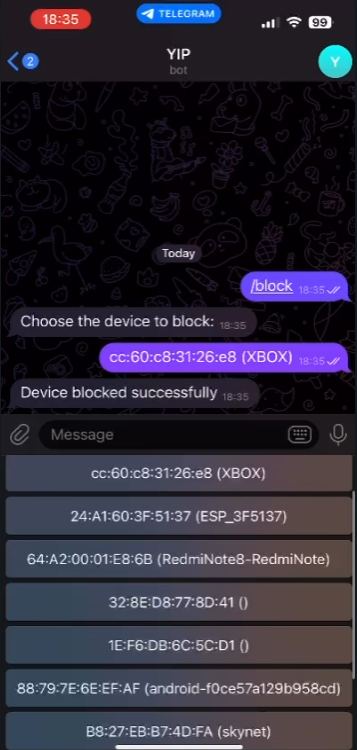 18:35
TELEGRAM
99
2
YIP
bot
Y
Today
/block 18:35
Choose the device to block: 18:35
cc:60:c8:31:26:e8 (XBOX) 18:35
Device blocked successfully 18:35
Message
cc:60:c8:31:26:e8 (XBOX)
24:A1:60:3F:51:37 (ESP_3F5137)
64:A2:00:01:E8:6B (RedmiNote8-RedmiNote)
32:8E:D8:77:8D:41 ()
1E:F6:DB:6C:5C:D1 ()
88:79:7E:6E:EF:AF (android-f0ce57a129b958cd)
B8:27:EB:B7:4D:FA (skynet)